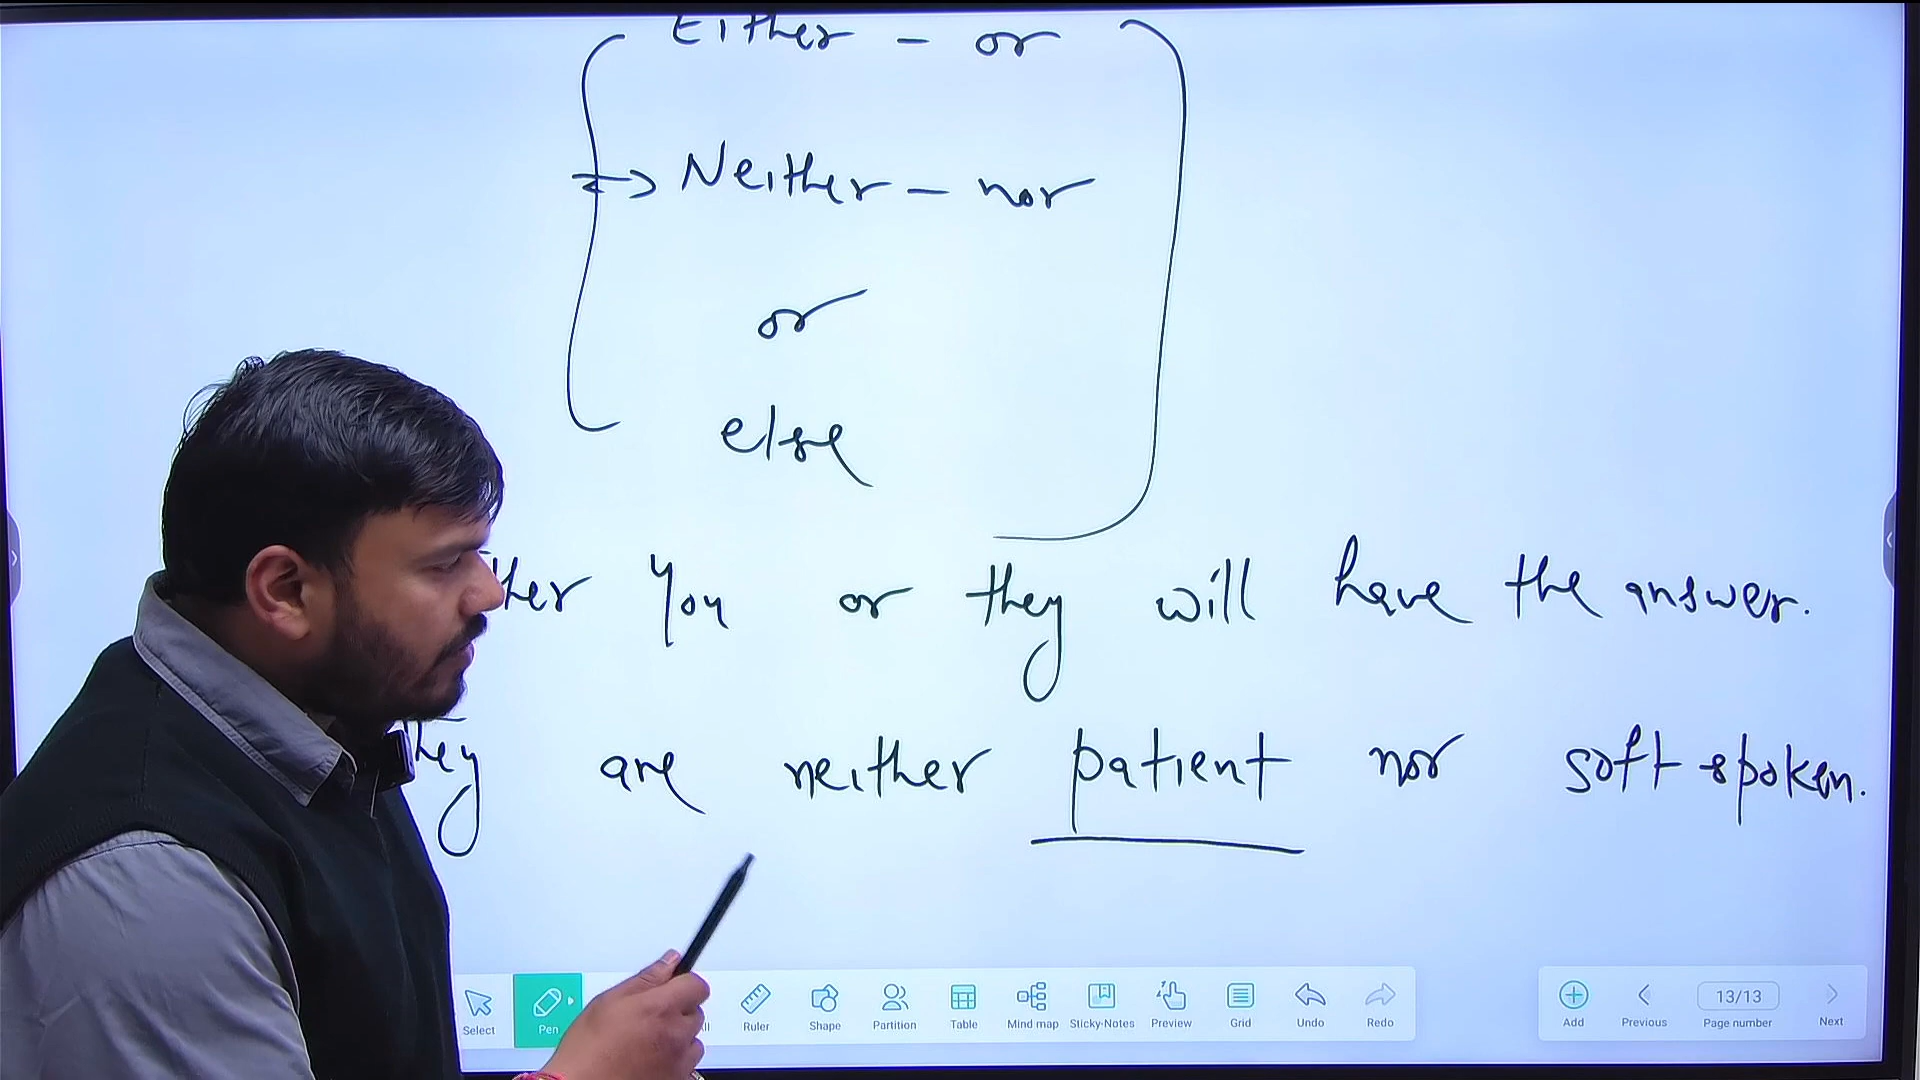 Either - or
Neither - nor
or
else
ther you or they will have the answer.
they are neither patient nor soft spoken.
Select Pen Ruler Shape Partition Table Mind map Sticky-Notes Preview Grid Undo Redo Add Previous 13/13 Page number Next